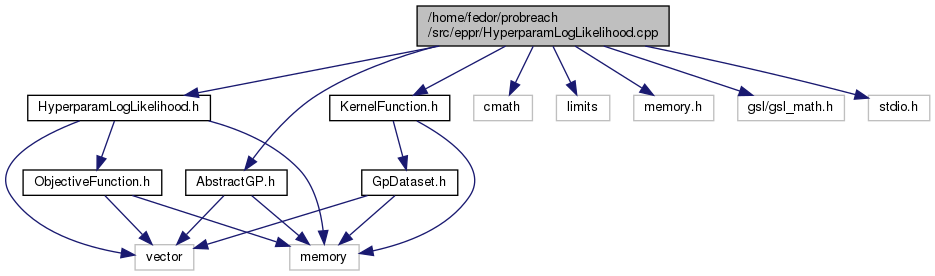 /home/fedor/probreach
/src/eppr/HyperparamLogLikelihood.cpp
HyperparamLogLikelihood.h
KernelFunction.h
cmath
limits
memory.h
gsl/gsl_math.h
stdio.h
ObjectiveFunction.h
AbstractGP.h
GpDataset.h
vector
memory